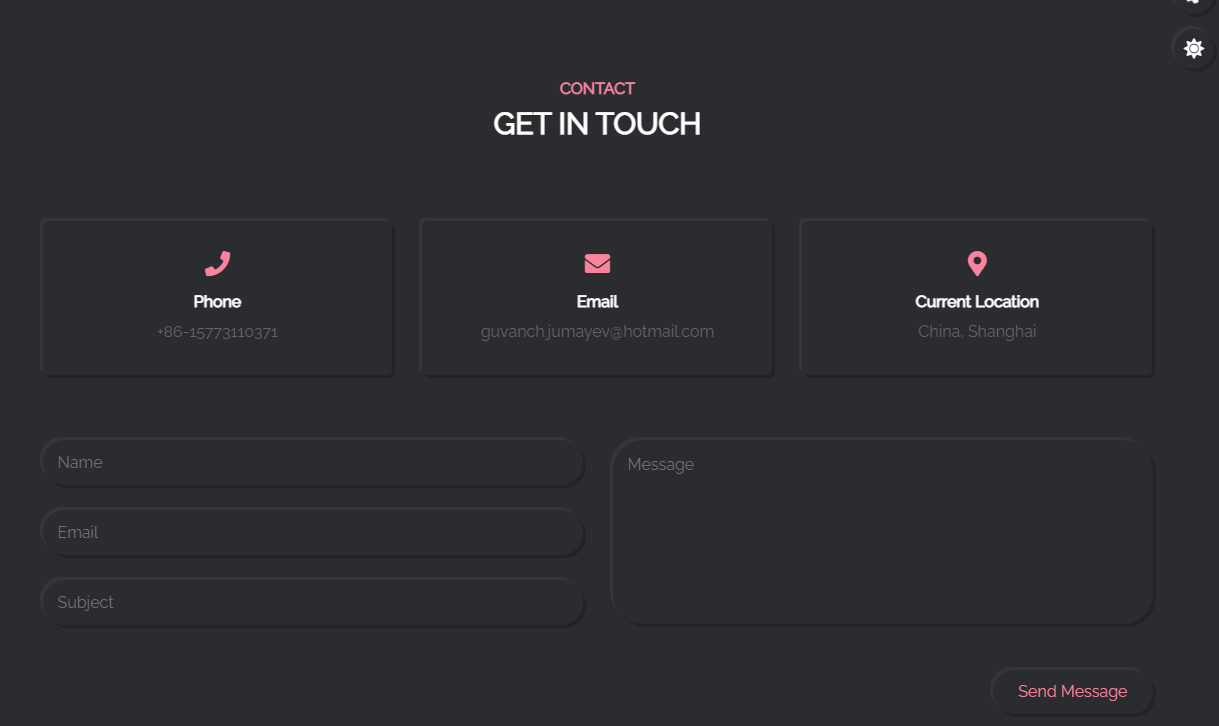 CONTACT
GET IN TOUCH
Phone
+86-15773110371
Email
guvanch.jumayev@hotmail.com
Current Location
China, Shanghai
Name
Email
Subject
Message
Send Message